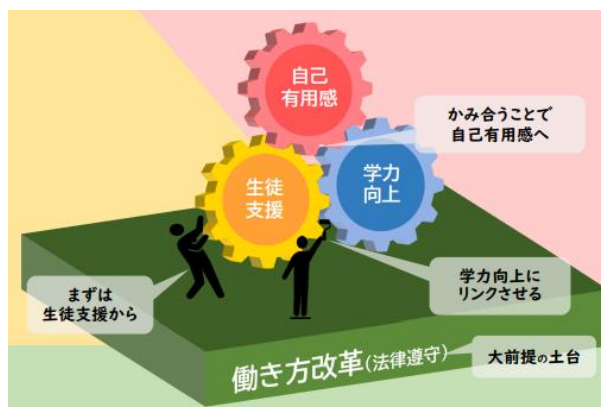 自己
有用感
かみ合うことで
自己有用感へ
生徒
支援
学力
向上
まずは
生徒支援から
学力向上に
リンクさせる
働き方改革(法律遵守)
大前提の土台